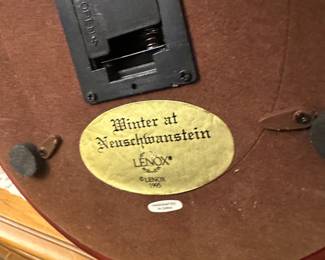 Winter at
Neuschwanstein
LENOX®
© LENOX
1995